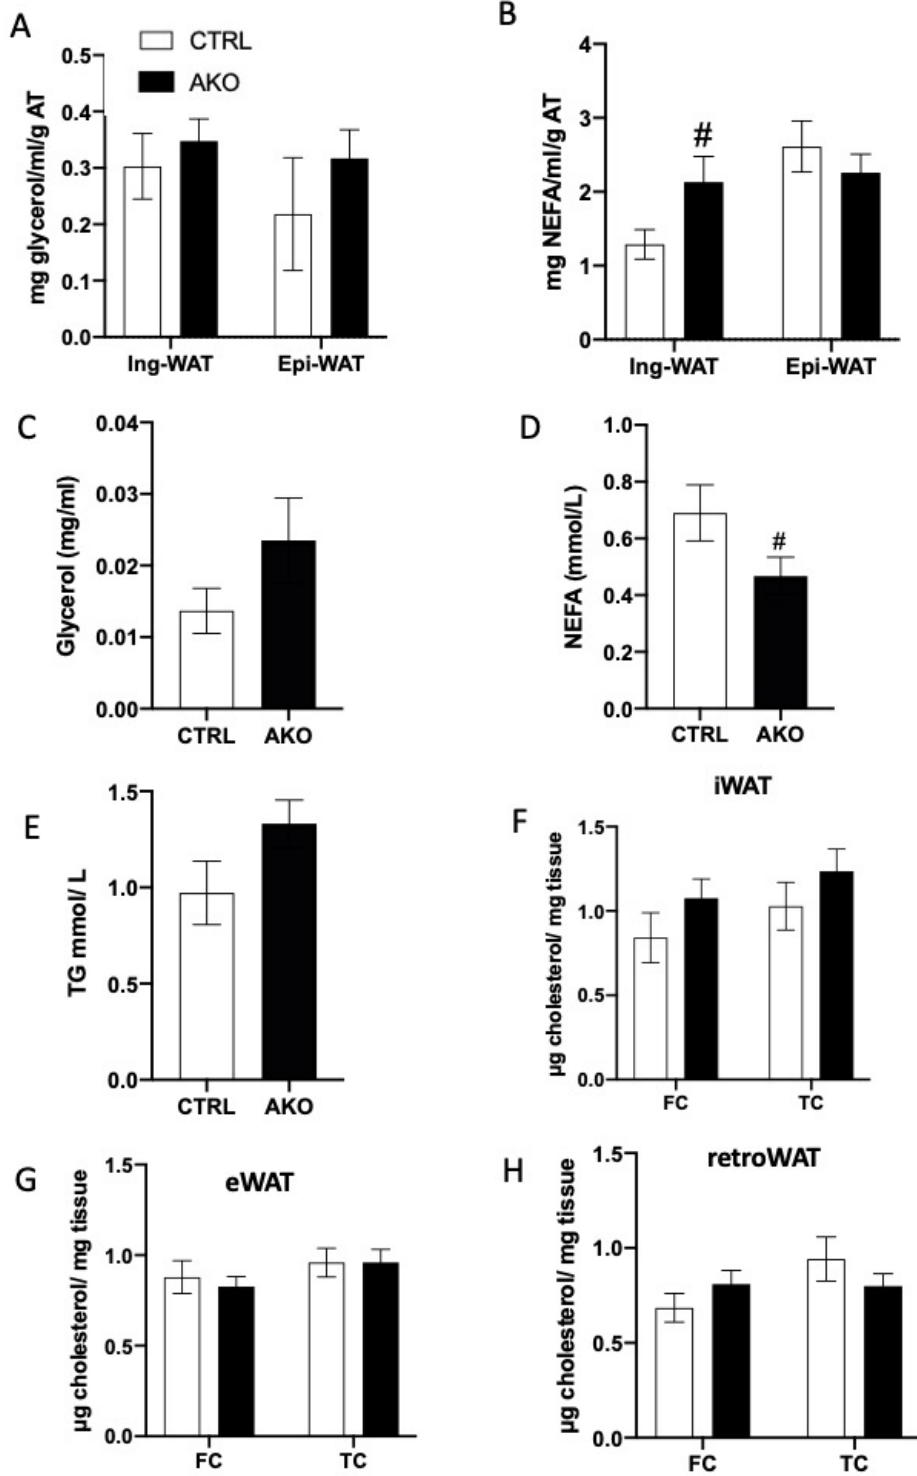 A
CTRL
AKO
mg glycerol/ml/g AT
0.5
0.4
0.3
0.2
0.1
0.0
Ing-WAT Epi-WAT
B
mg NEFA/ml/g AT
4
3
2
1
0
#
Ing-WAT Epi-WAT
C
Glycerol (mg/ml)
0.04
0.03
0.02
0.01
0.00
CTRL AKO
D
NEFA (mmol/L)
1.0
0.8
0.6
0.4
0.2
0.0
#
CTRL AKO
E
TG mmol/ L
1.5
1.0
0.5
0.0
CTRL AKO
iWAT
F
µg cholesterol/ mg tissue
1.5
1.0
0.5
0.0
FC TC
G
eWAT
µg cholesterol/ mg tissue
1.5
1.0
0.5
0.0
FC TC
H
retroWAT
µg cholesterol/ mg tissue
1.5
1.0
0.5
0.0
FC TC